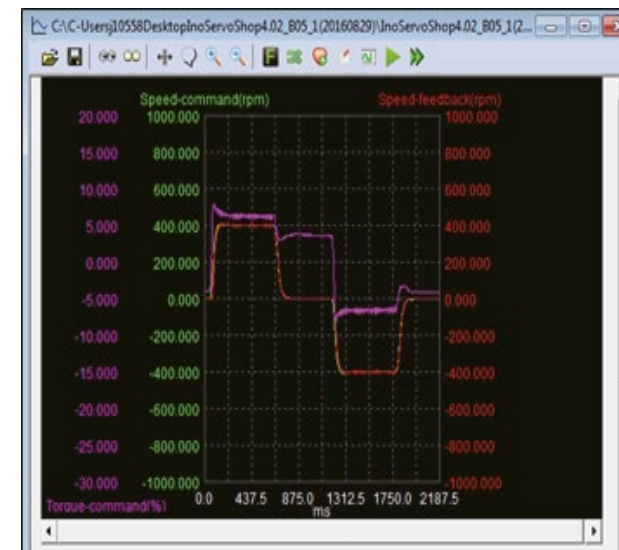 C:\C-Usersj10558DesktopInoServoShop4.02_B05_1(20160829)\InoServoShop4.02_B05_1(2...
F
Speed-command(rpm) Speed-feedback(rpm)
20.000 1000.000 1000.000
15.000 800.000 800.000
10.000 600.000 600.000
5.000 400.000 400.000
0.000 200.000 200.000
-5.000 0.000 0.000
-10.000 -200.000 -200.000
-15.000 -400.000 -400.000
-20.000 -600.000 -600.000
-25.000 -800.000 -800.000
-30.000 -1000.000 -1000.000
Torque-command(%) 0.0 437.5 875.0 1312.5 1750.0 2187.5
ms